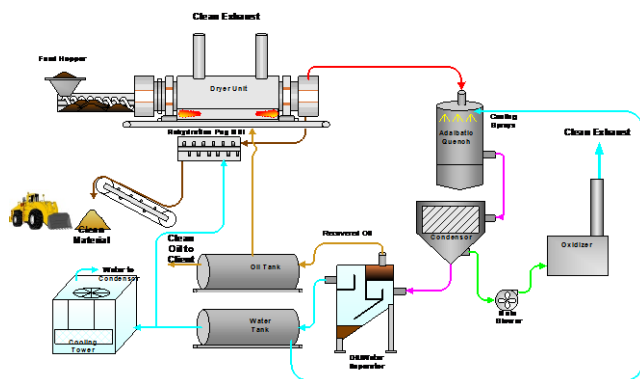 Clean Exhaust
Feed Hopper
Dryer Unit
Rehydration Pug Mill
Cooling
Sprays
Adiabatic
Quench
Clean Exhaust
Clean
Material
Clean
Oil to
Client
Recovered Oil
Condensor
Oxidizer
Water to
Condensor
Oil Tank
Water
Tank
Cooling
Tower
Oil/Water
Separator
Blower